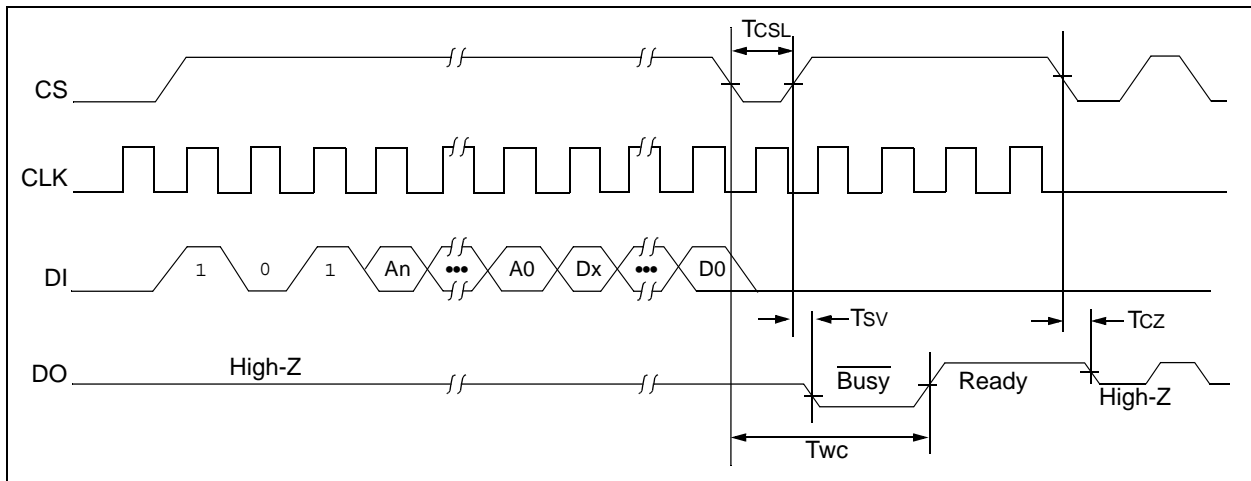 TCSL
CS
CLK
DI 1 0 1 An ••• A0 Dx ••• D0
TSV TCZ
DO High-Z Busy Ready High-Z
Twc